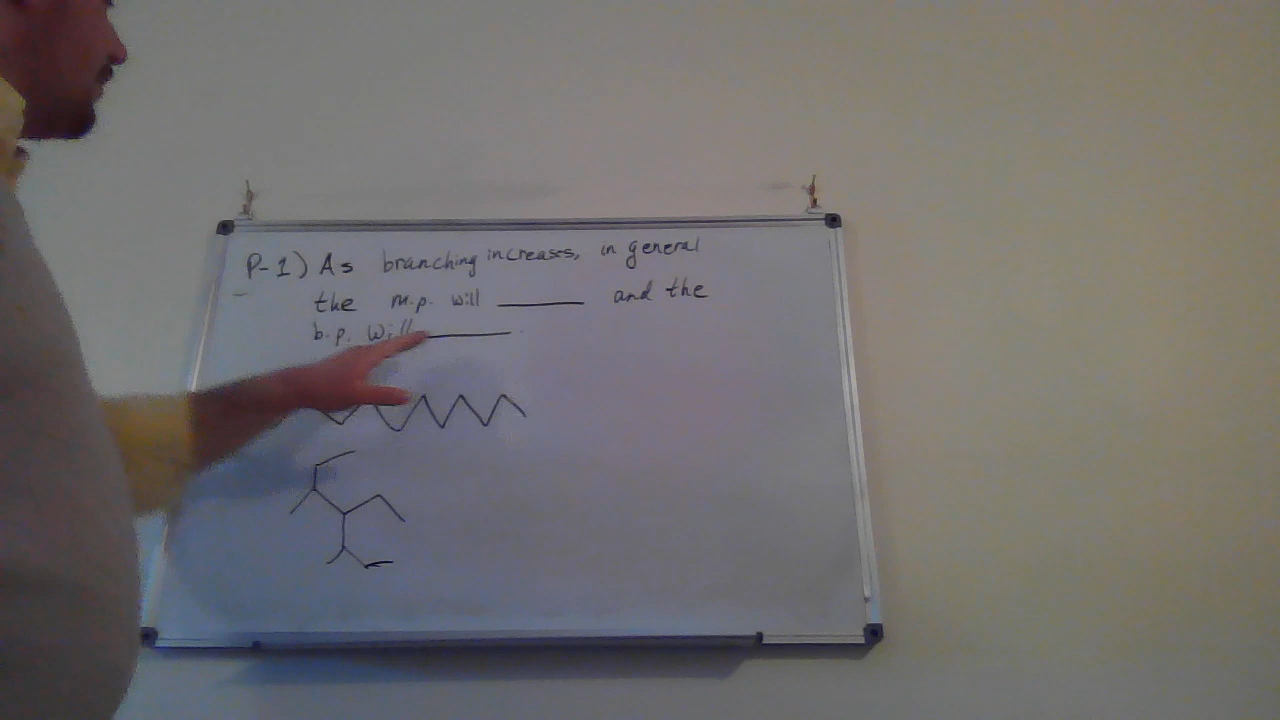 P-1) As branching increases, in general
the m.p. will ______ and the
b.p. will ______.